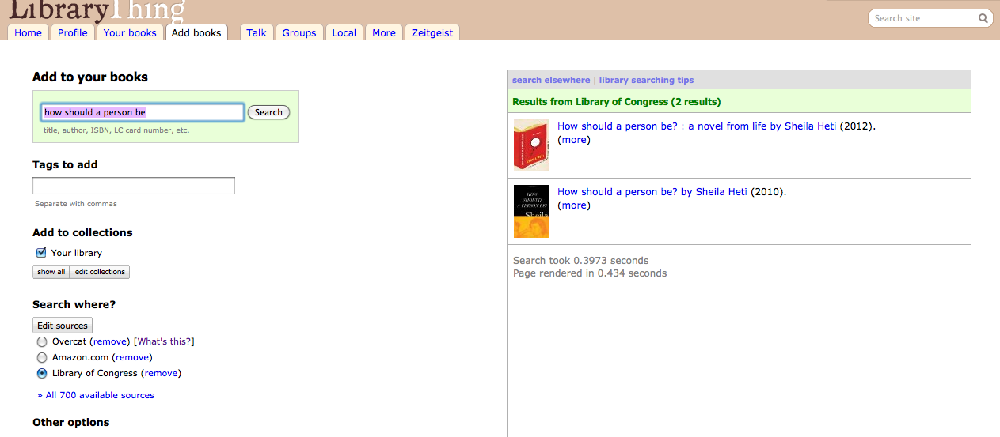 LibraryThing
Search site
Home Profile Your books Add books Talk Groups Local More Zeitgeist
Add to your books
how should a person be Search
title, author, ISBN, LC card number, etc.
Tags to add
Separate with commas
Add to collections
Your library
show all edit collections
Search where?
Edit sources
Overcat (remove) [What's this?]
Amazon.com (remove)
Library of Congress (remove)
» All 700 available sources
Other options
search elsewhere | library searching tips
Results from Library of Congress (2 results)
How should a person be? : a novel from life by Sheila Heti (2012).
(more)
How should a person be? by Sheila Heti (2010).
(more)
HOW
SHOULD
A PERSON BE?
Sheila
Search took 0.3973 seconds
Page rendered in 0.434 seconds